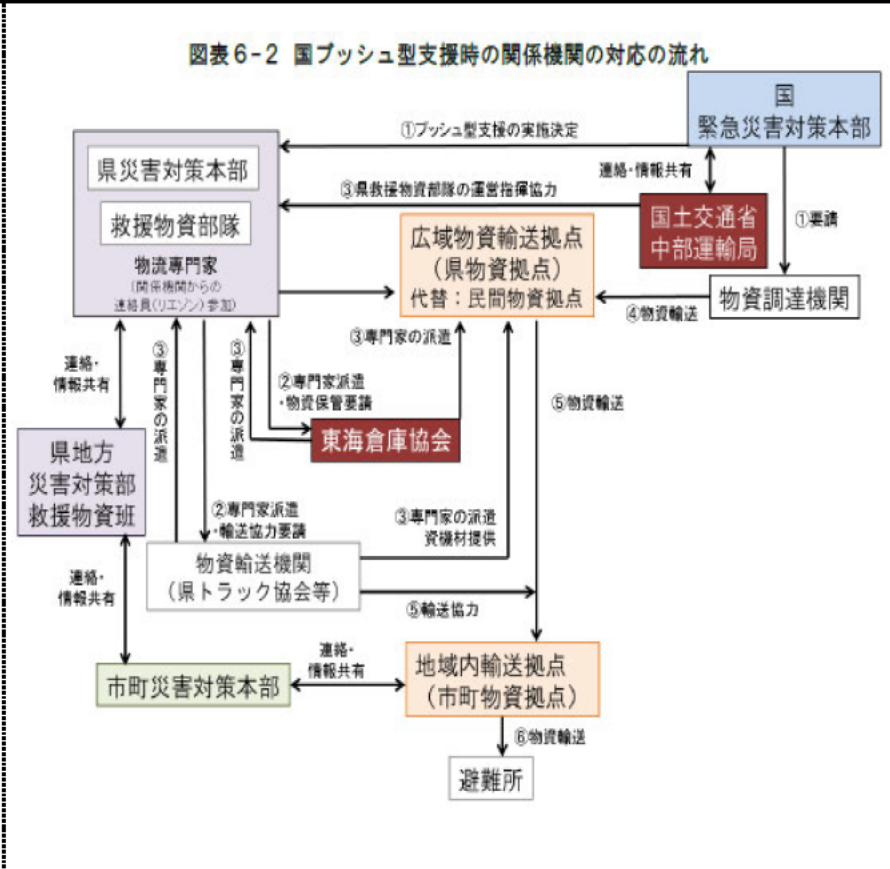 図表6-2 国プッシュ型支援時の関係機関の対応の流れ
国
緊急災害対策本部
①プッシュ型支援の実施決定
県災害対策本部
救援物資部隊
物流専門家
(関係機関からの
連絡員(リエゾン)参加)
連絡・情報共有
③県救援物資部隊の運営指揮協力
国土交通省
中部運輸局
①要請
広域物資輸送拠点
(県物資拠点)
代替:民間物資拠点
物資調達機関
④物資輸送
③専門家の派遣
連絡・
情報共有
③専門家の派遣
③専門家の派遣
②専門家派遣
・物資保管要請
⑤物資輸送
東海倉庫協会
県地方
災害対策部
救援物資班
②専門家派遣
・輸送協力要請
③専門家の派遣
資機材提供
物資輸送機関
(県トラック協会等)
連絡・
情報共有
⑤輸送協力
連絡・
情報共有
地域内輸送拠点
(市町物資拠点)
市町災害対策本部
⑥物資輸送
避難所